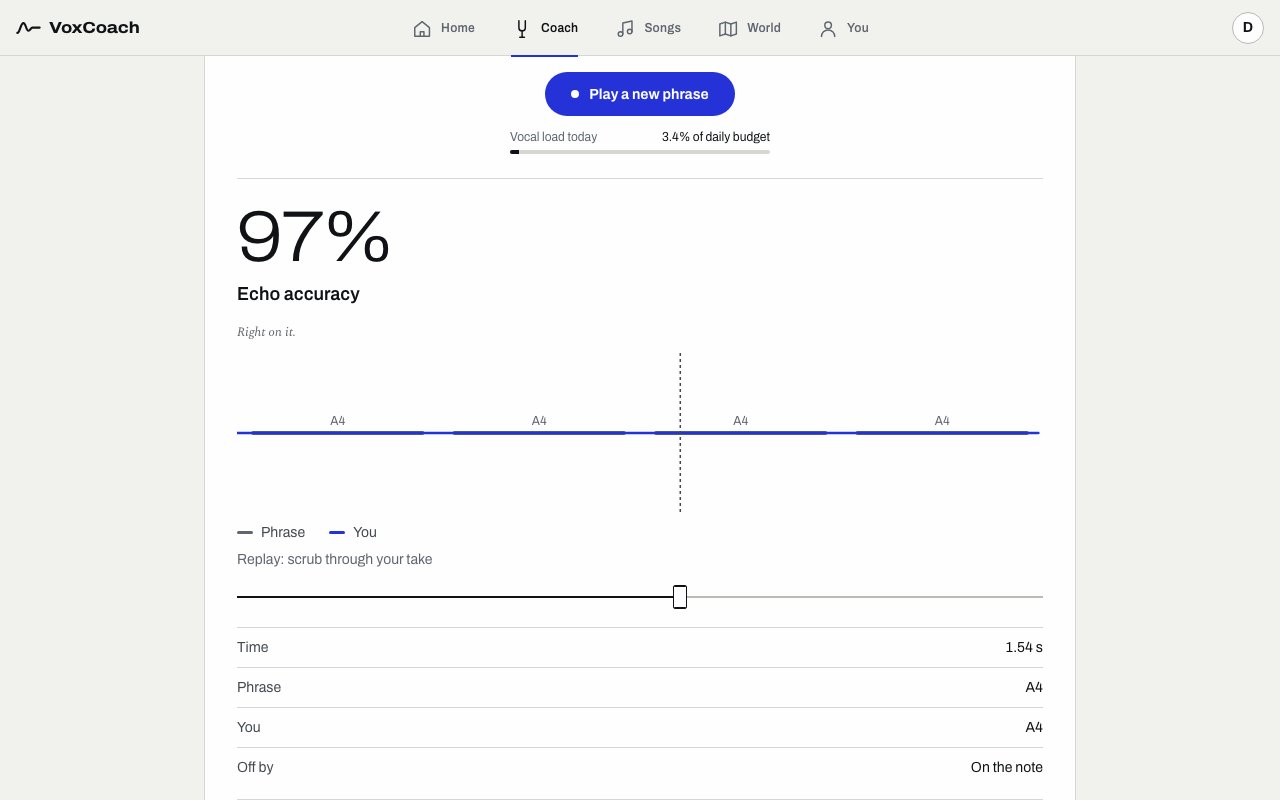 VoxCoach
Home
Coach
Songs
World
You
D
Play a new phrase
Vocal load today
3.4% of daily budget
97%
Echo accuracy
Right on it.
A4
A4
A4
A4
Phrase
You
Replay: scrub through your take
Time
1.54 s
Phrase
A4
You
A4
Off by
On the note